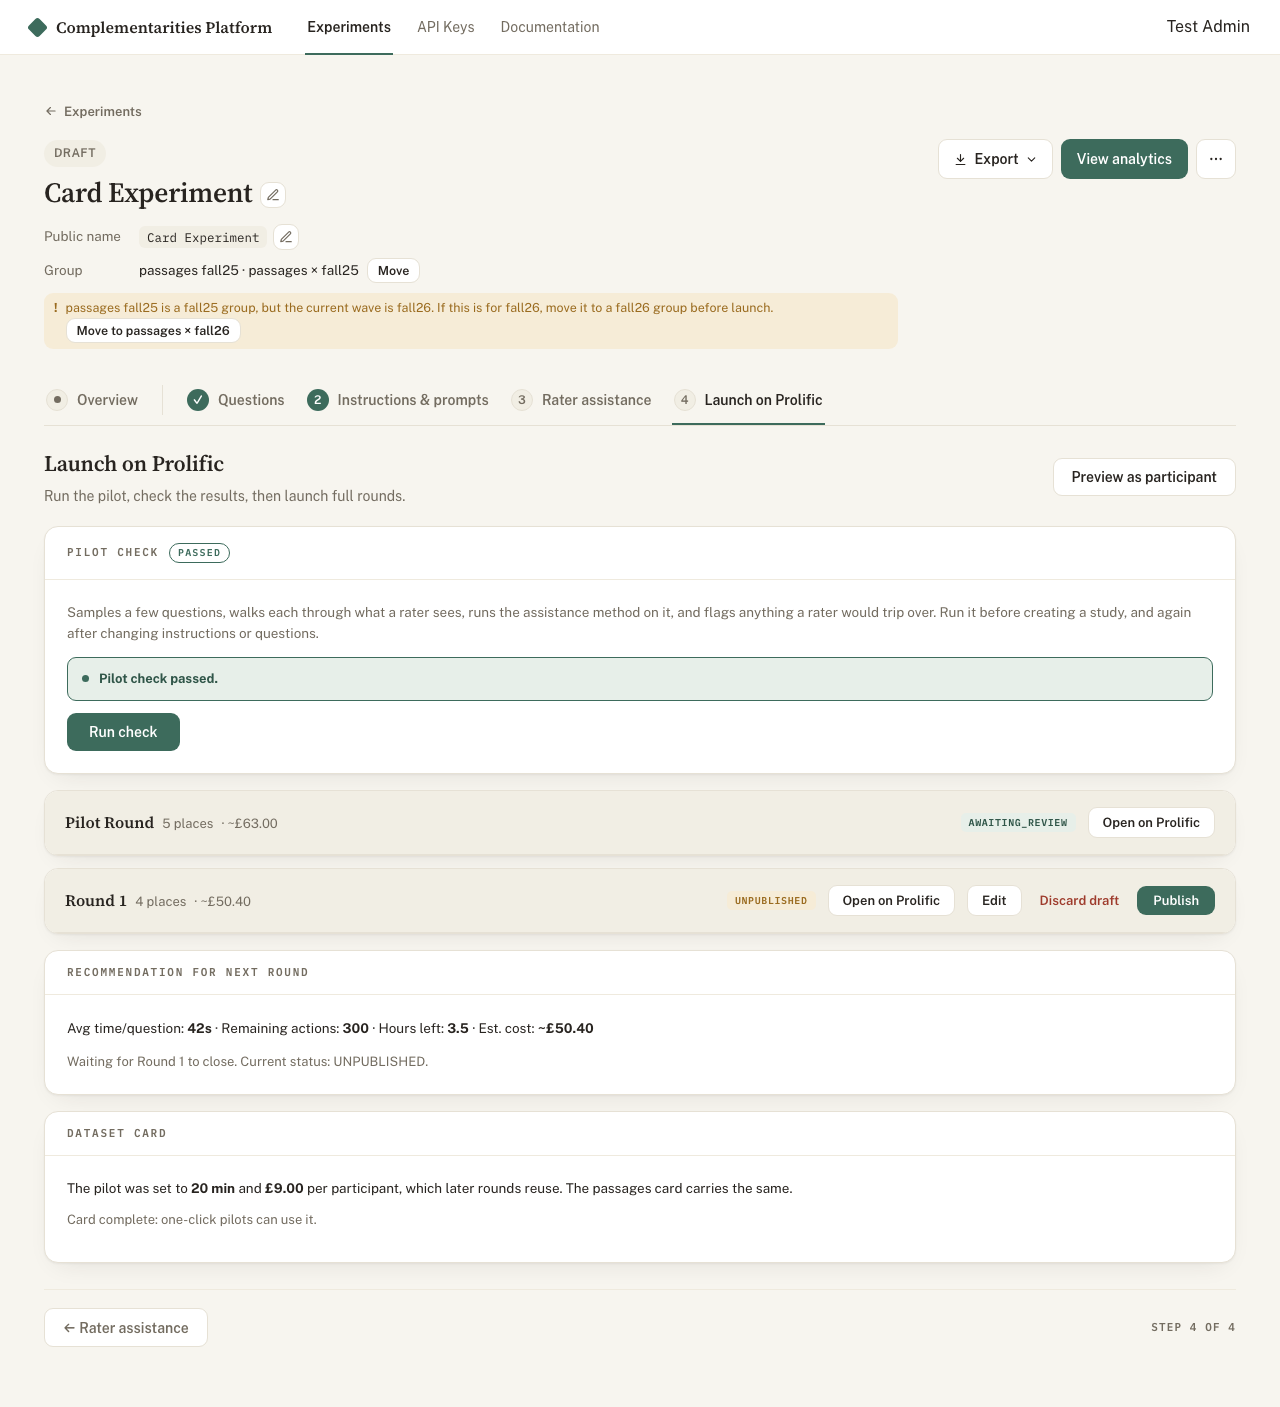 Complementarities Platform
Experiments
API Keys
Documentation
Test Admin
← Experiments
DRAFT
Export
View analytics
···
Card Experiment
Public name
Card Experiment
Group
passages fall25 · passages × fall25
Move
! passages fall25 is a fall25 group, but the current wave is fall26. If this is for fall26, move it to a fall26 group before launch.
Move to passages × fall26
Overview
Questions
2 Instructions & prompts
3 Rater assistance
4 Launch on Prolific
Launch on Prolific
Run the pilot, check the results, then launch full rounds.
Preview as participant
PILOT CHECK
PASSED
Samples a few questions, walks each through what a rater sees, runs the assistance method on it, and flags anything a rater would trip over. Run it before creating a study, and again
after changing instructions or questions.
Pilot check passed.
Run check
Pilot Round 5 places · ~£63.00
AWAITING_REVIEW
Open on Prolific
Round 1 4 places · ~£50.40
UNPUBLISHED
Open on Prolific
Edit
Discard draft
Publish
RECOMMENDATION FOR NEXT ROUND
Avg time/question: 42s · Remaining actions: 300 · Hours left: 3.5 · Est. cost: ~£50.40
Waiting for Round 1 to close. Current status: UNPUBLISHED.
DATASET CARD
The pilot was set to 20 min and £9.00 per participant, which later rounds reuse. The passages card carries the same.
Card complete: one-click pilots can use it.
← Rater assistance
STEP 4 OF 4